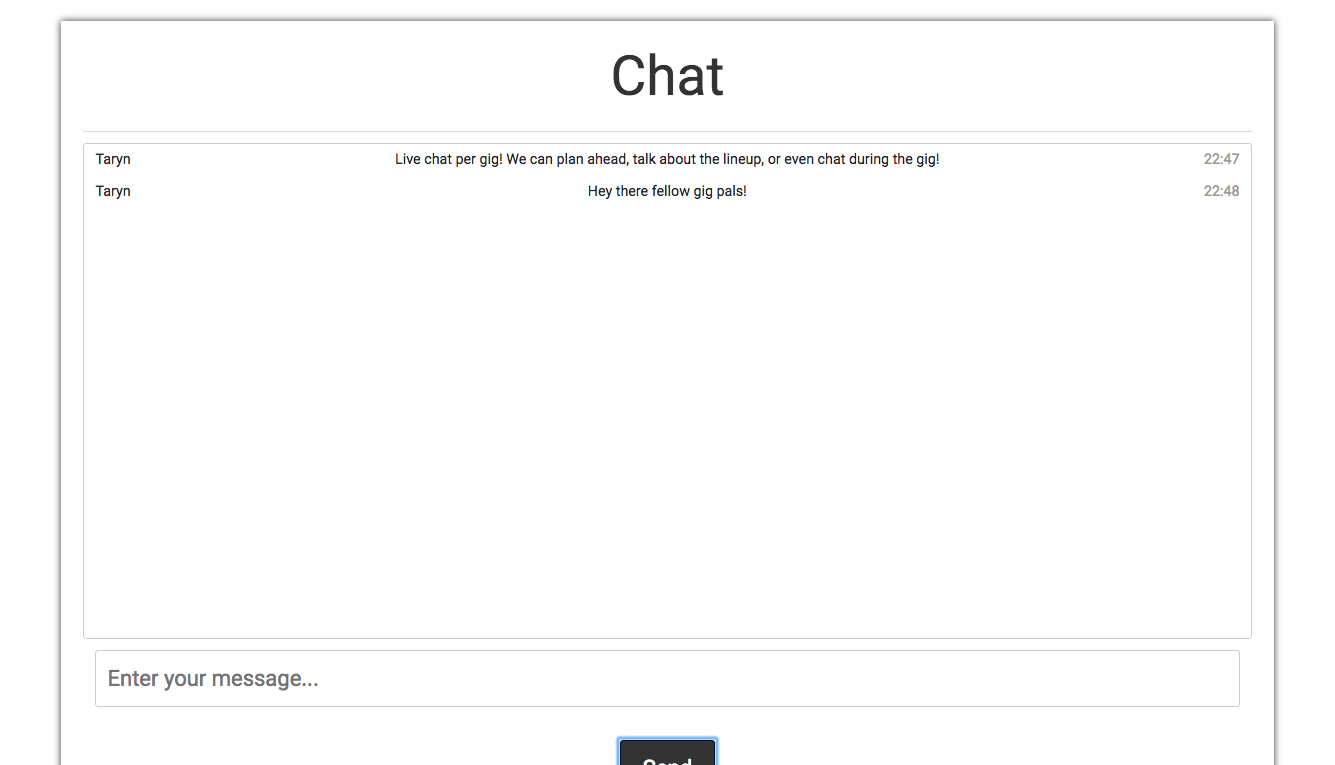 Chat
Taryn Live chat per gig! We can plan ahead, talk about the lineup, or even chat during the gig! 22:47
Taryn Hey there fellow gig pals! 22:48
Enter your message...
Send